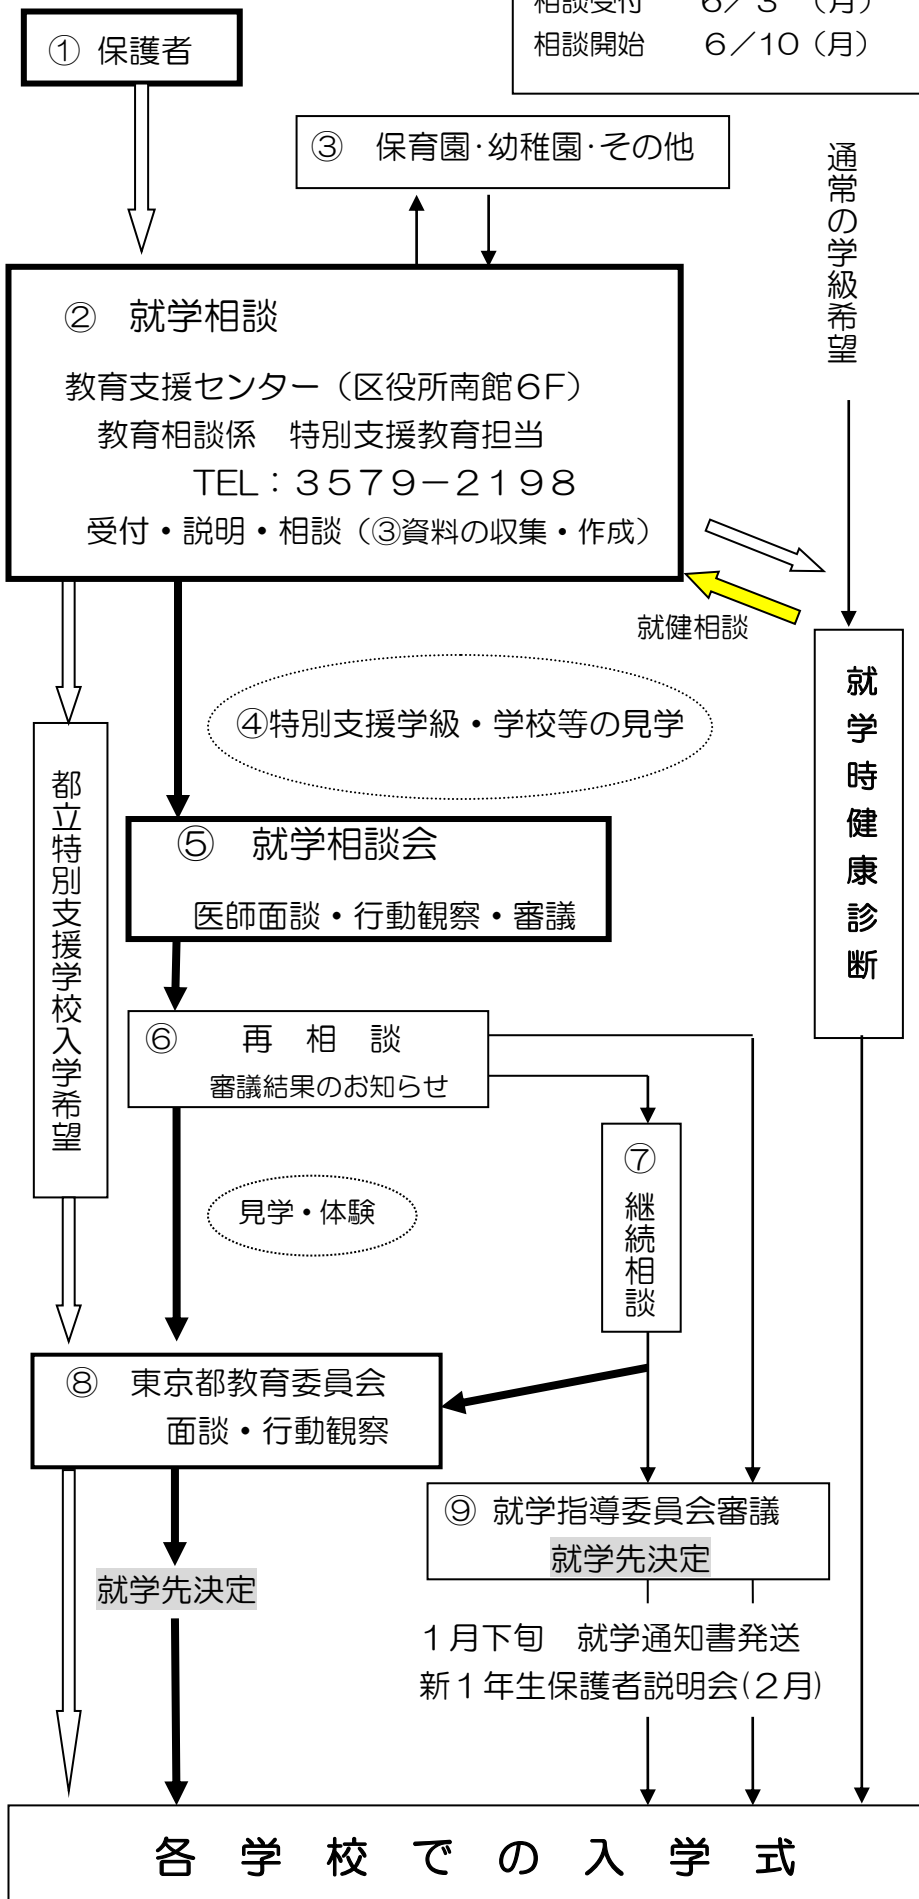 相談受付　６／３　（月）
相談開始　６／10（月）
① 保護者
③　保育園･幼稚園･その他
通常の学級希望
②　就学相談
教育支援センター（区役所南館６F）
教育相談係　特別支援教育担当
TEL：３５７９－２１９８
受付・説明・相談（③資料の収集・作成）
就健相談
就学時健康診断
④特別支援学級・学校等の見学
都立特別支援学校入学希望
⑤　就学相談会
医師面談・行動観察・審議
⑥　再　相　談
審議結果のお知らせ
⑦　継続相談
見学・体験
⑧　東京都教育委員会
面談・行動観察
⑨ 就学指導委員会審議
就学先決定
就学先決定
１月下旬　就学通知書発送
新１年生保護者説明会(２月)
各　学　校　で　の　入　学　式